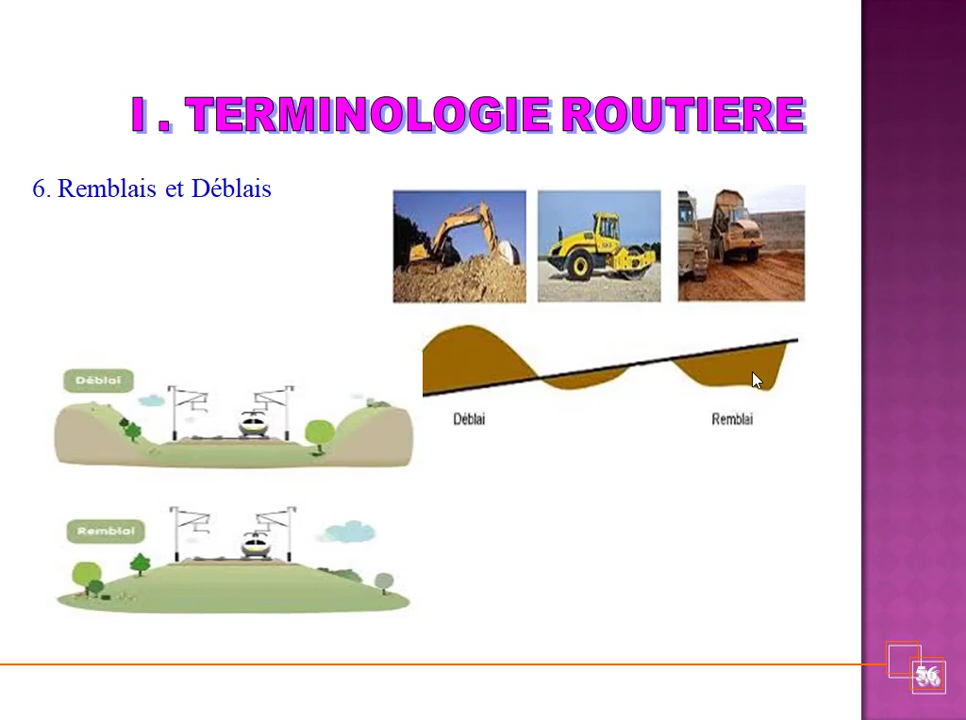 I . TERMINOLOGIE ROUTIERE
6. Remblais et Déblais
Déblai
Remblai
Déblai
Remblai
56